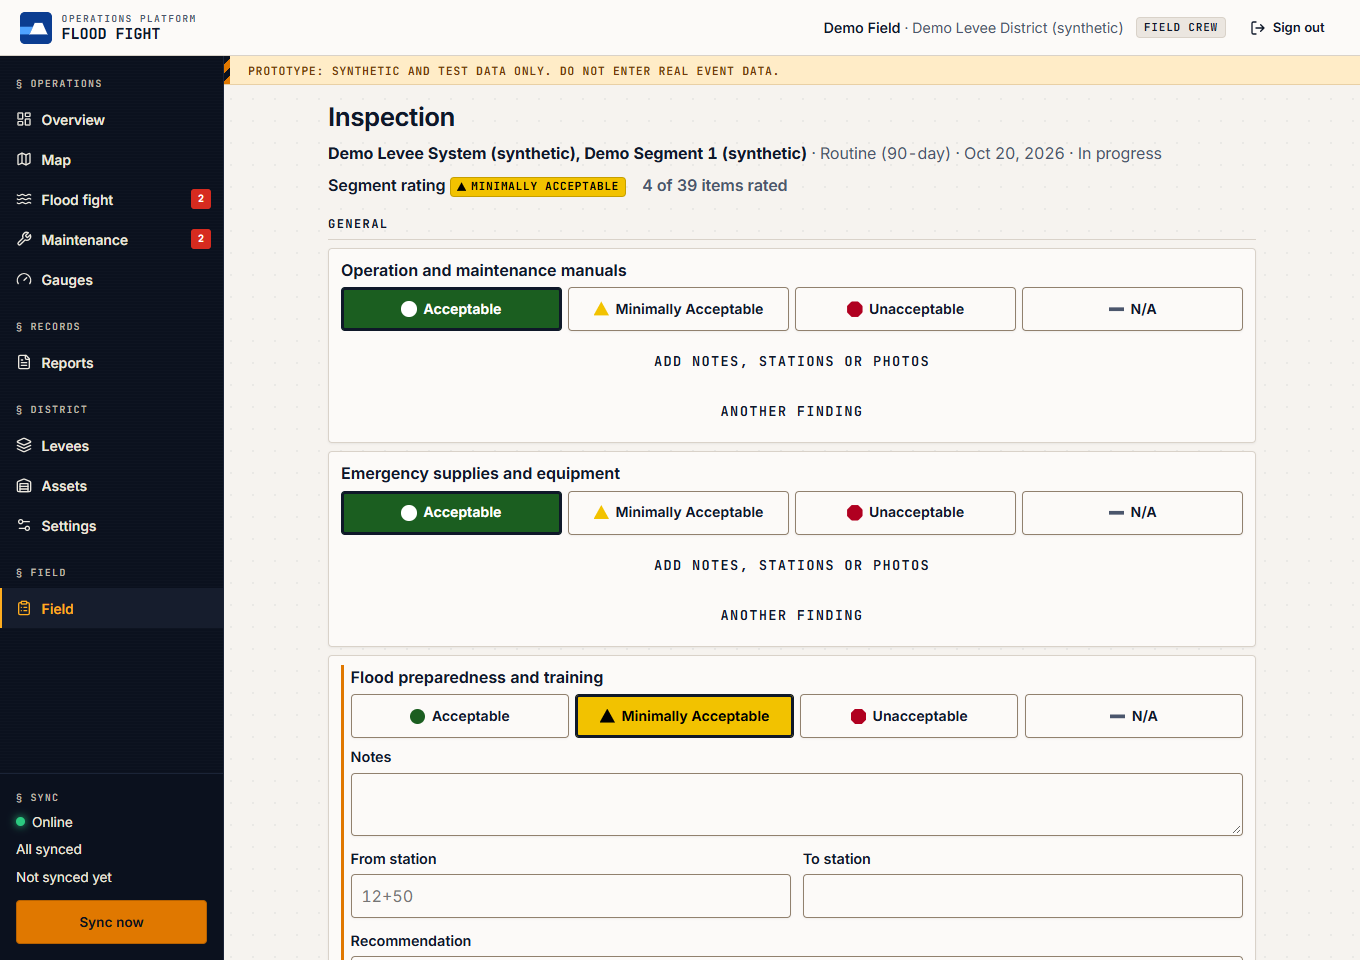 OPERATIONS PLATFORM
FLOOD FIGHT
Demo Field · Demo Levee District (synthetic)
FIELD CREW
Sign out
§ OPERATIONS
Overview
Map
Flood fight 2
Maintenance 2
Gauges
§ RECORDS
Reports
§ DISTRICT
Levees
Assets
Settings
§ FIELD
Field
§ SYNC
Online
All synced
Not synced yet
Sync now
PROTOTYPE: SYNTHETIC AND TEST DATA ONLY. DO NOT ENTER REAL EVENT DATA.
Inspection
Demo Levee System (synthetic), Demo Segment 1 (synthetic) · Routine (90-day) · Oct 20, 2026 · In progress
Segment rating MINIMALLY ACCEPTABLE 4 of 39 items rated
GENERAL
Operation and maintenance manuals
Acceptable Minimally Acceptable Unacceptable N/A
ADD NOTES, STATIONS OR PHOTOS
ANOTHER FINDING
Emergency supplies and equipment
Acceptable Minimally Acceptable Unacceptable N/A
ADD NOTES, STATIONS OR PHOTOS
ANOTHER FINDING
Flood preparedness and training
Acceptable Minimally Acceptable Unacceptable N/A
Notes
From station To station
12+50
Recommendation